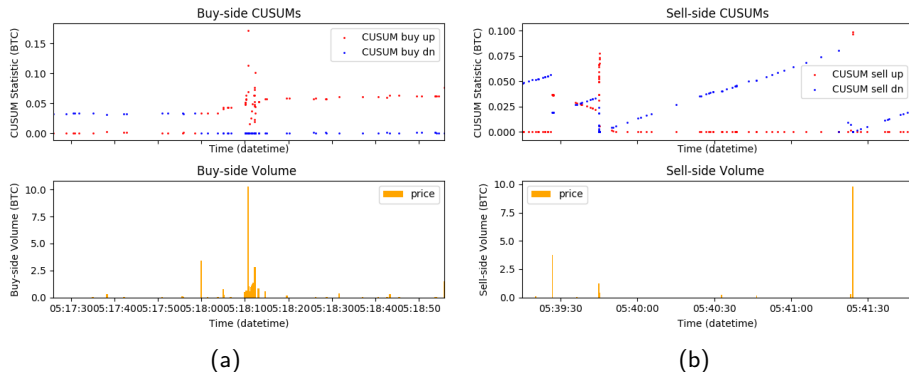 Buy-side CUSUMs
CUSUM Statistic (BTC)
0.15
0.10
0.05
0.00
CUSUM buy up
CUSUM buy dn
Time (datetime)
Buy-side Volume
Buy-side Volume (BTC)
10.0
7.5
5.0
2.5
0.0
price
05:17:30 05:17:40 05:17:50 05:18:00 05:18:10 05:18:20 05:18:30 05:18:40 05:18:50
Time (datetime)
(a)
Sell-side CUSUMs
CUSUM Statistic (BTC)
0.100
0.075
0.050
0.025
0.000
CUSUM sell up
CUSUM sell dn
Time (datetime)
Sell-side Volume
Sell-side Volume (BTC)
10.0
7.5
5.0
2.5
0.0
price
05:39:30 05:40:00 05:40:30 05:41:00 05:41:30
Time (datetime)
(b)